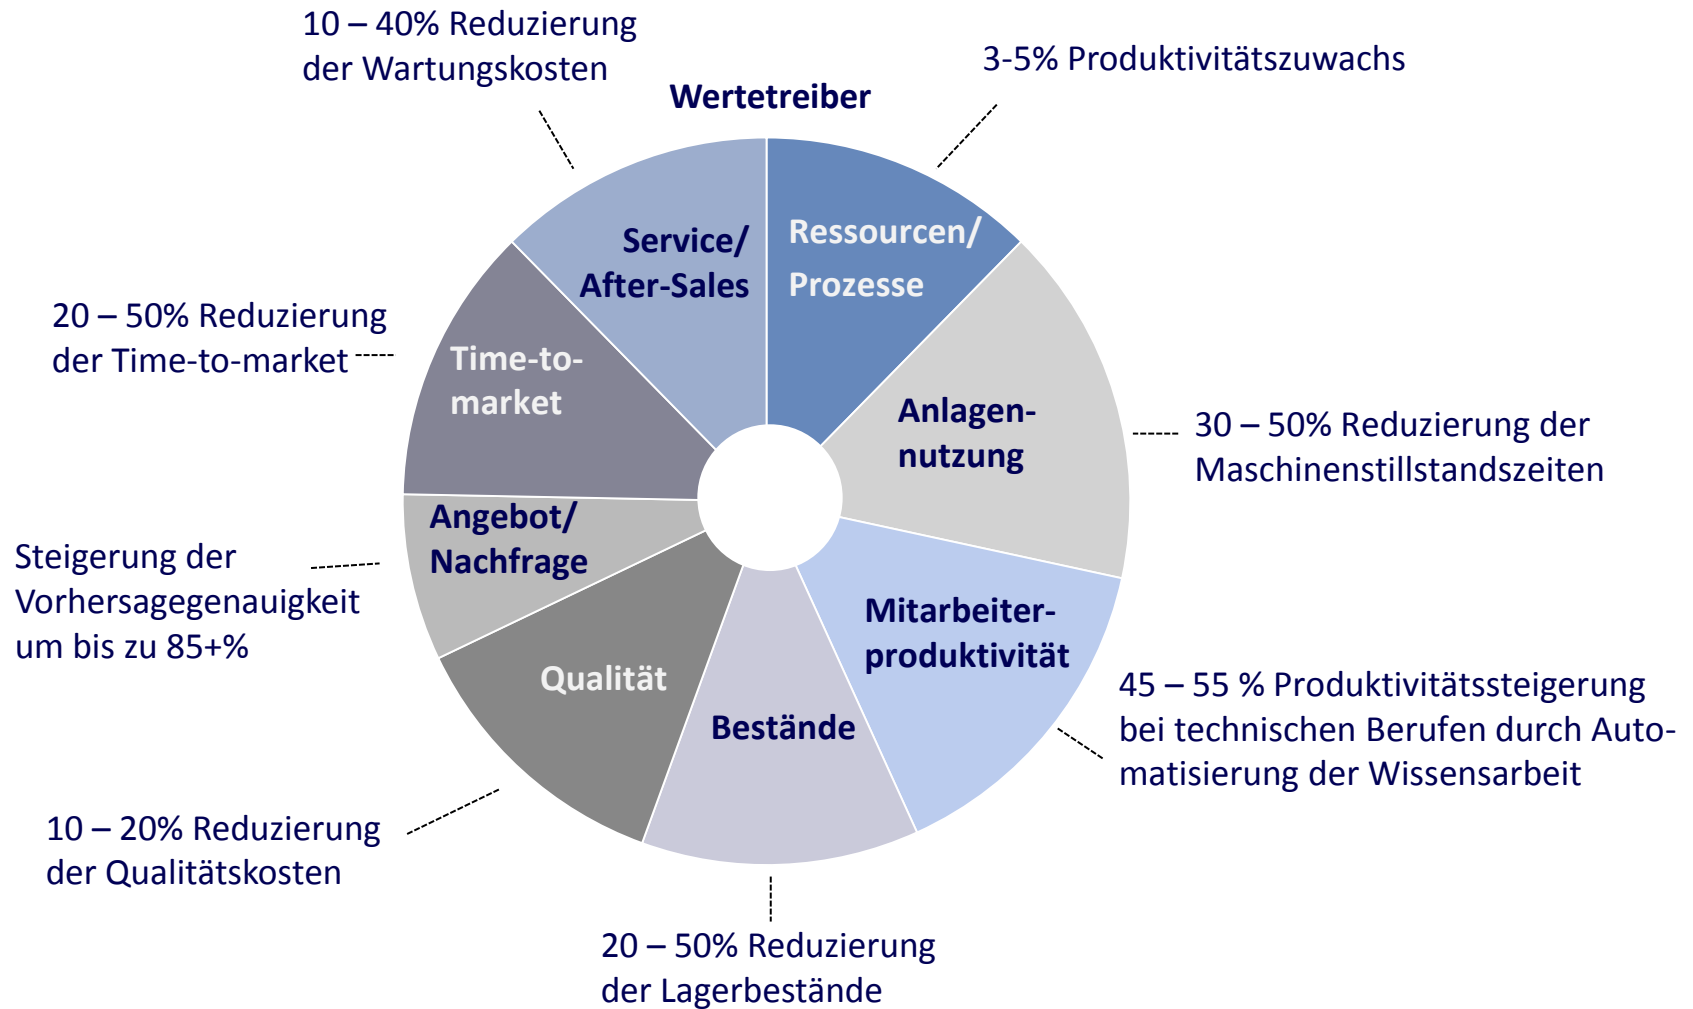 10 – 40% Reduzierung
der Wartungskosten
3-5% Produktivitätszuwachs
Wertetreiber
Service/
After-Sales
Ressourcen/
Prozesse
20 – 50% Reduzierung
der Time-to-market
Time-to-
market
Anlagen-
nutzung
30 – 50% Reduzierung der
Maschinenstillstandszeiten
Angebot/
Nachfrage
Steigerung der
Vorhersagegenauigkeit
um bis zu 85+%
Mitarbeiter-
produktivität
45 – 55 % Produktivitätssteigerung
bei technischen Berufen durch Auto-
matisierung der Wissensarbeit
Qualität
Bestände
10 – 20% Reduzierung
der Qualitätskosten
20 – 50% Reduzierung
der Lagerbestände